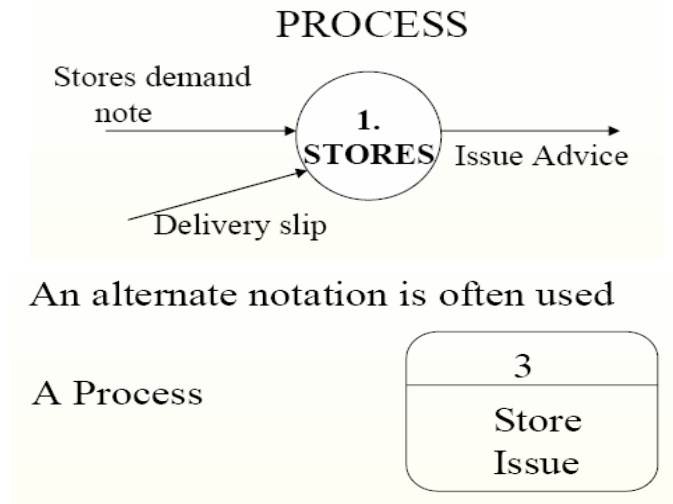 PROCESS
Stores demand
note
1.
STORES
Issue Advice
Delivery slip
An alternate notation is often used
A Process
3
Store
Issue